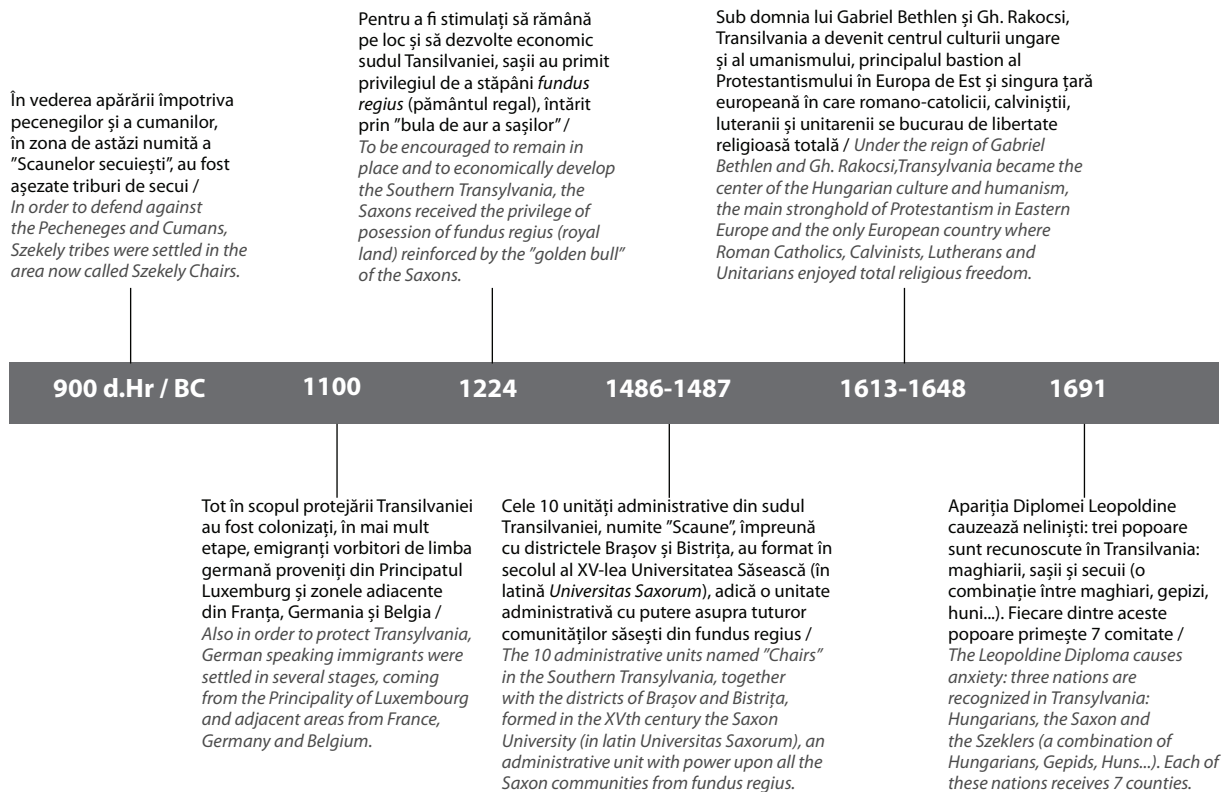 În vederea apărării împotriva
pecenegilor și a cumanilor,
în zona de astăzi numită a
"Scaunelor secuiești", au fost
așezate triburi de secui /
In order to defend against
the Pecheneges and Cumans,
Szekely tribes were settled in the
area now called Szekely Chairs.
Pentru a fi stimulați să rămână
pe loc și să dezvolte economic
sudul Tansilvaniei, sașii au primit
privilegiul de a stăpâni fundus
regius (pământul regal), întărit
prin "bula de aur a sașilor" /
To be encouraged to remain in
place and to economically develop
the Southern Transylvania, the
Saxons received the privilege of
posession of fundus regius (royal
land) reinforced by the "golden bull"
of the Saxons.
Sub domnia lui Gabriel Bethlen și Gh. Rakocsi,
Transilvania a devenit centrul culturii ungare
și al umanismului, principalul bastion al
Protestantismului în Europa de Est și singura țară
europeană în care romano-catolicii, calviniștii,
luteranii și unitarenii se bucurau de libertate
religioasă totală / Under the reign of Gabriel
Bethlen and Gh. Rakocsi,Transylvania became the
center of the Hungarian culture and humanism,
the main stronghold of Protestantism in Eastern
Europe and the only European country where
Roman Catholics, Calvinists, Lutherans and
Unitarians enjoyed total religious freedom.
900 d.Hr / BC
1100
1224
1486-1487
1613-1648
1691
Tot în scopul protejării Transilvaniei
au fost colonizați, în mai mult
etape, emigranți vorbitori de limba
germană proveniți din Principatul
Luxemburg și zonele adiacente
din Franța, Germania și Belgia /
Also in order to protect Transylvania,
German speaking immigrants were
settled in several stages, coming
from the Principality of Luxembourg
and adjacent areas from France,
Germany and Belgium.
Cele 10 unități administrative din sudul
Transilvaniei, numite "Scaune", împreună
cu districtele Brașov și Bistrița, au format în
secolul al XV-lea Universitatea Săsească (în
latină Universitas Saxorum), adică o unitate
administrativă cu putere asupra tuturor
comunităților săsești din fundus regius /
The 10 administrative units named "Chairs"
in the Southern Transylvania, together
with the districts of Brașov and Bistrița,
formed in the XVth century the Saxon
University (in latin Universitas Saxorum), an
administrative unit with power upon all the
Saxon communities from fundus regius.
Apariția Diplomei Leopoldine
cauzează neliniști: trei popoare
sunt recunoscute în Transilvania:
maghiarii, sașii și secuii (o
combinație între maghiari, gepizi,
huni...). Fiecare dintre aceste
popoare primește 7 comitate /
The Leopoldine Diploma causes
anxiety: three nations are
recognized in Transylvania:
Hungarians, the Saxon and
the Szeklers (a combination of
Hungarians, Gepids, Huns...). Each of
these nations receives 7 counties.